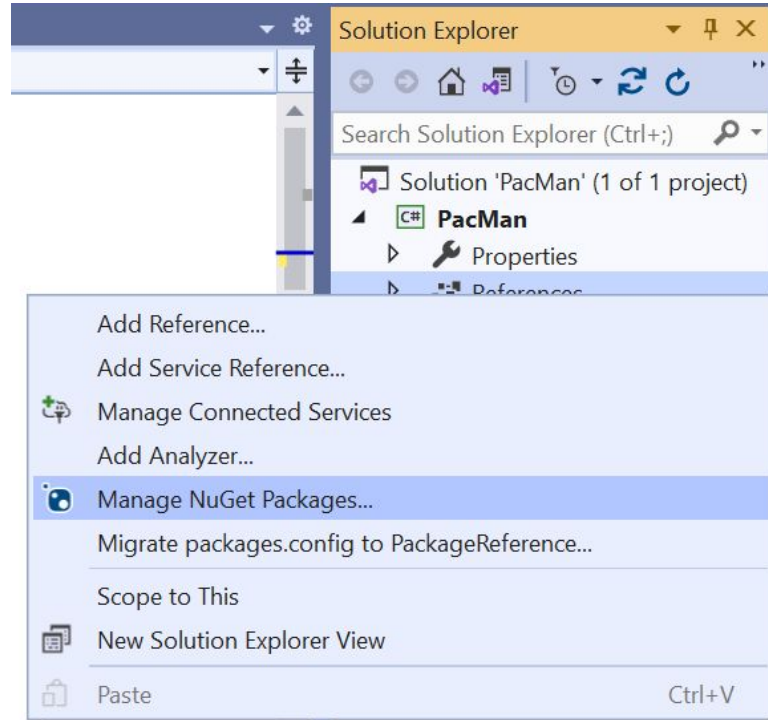 Solution Explorer
Search Solution Explorer (Ctrl+;)
Solution 'PacMan' (1 of 1 project)
C# PacMan
Properties
References
Add Reference...
Add Service Reference...
Manage Connected Services
Add Analyzer...
Manage NuGet Packages...
Migrate packages.config to PackageReference...
Scope to This
New Solution Explorer View
Paste Ctrl+V